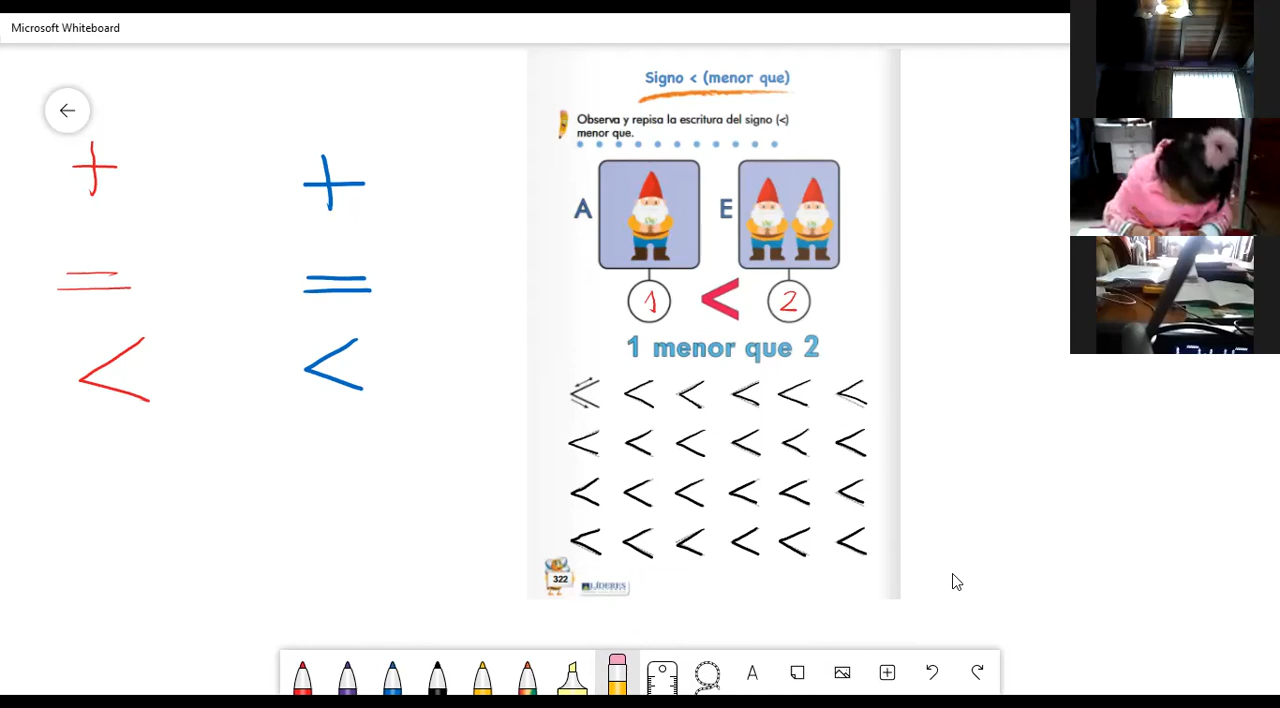 Microsoft Whiteboard
Signo < (menor que)
Observa y repisa la escritura del signo (<)
menor que.
+ +
A E
= =
1 < 2
< <
1 menor que 2
< < < < < <
< < < < < <
< < < < < <
< < < < < <
322
LÍDERES
A